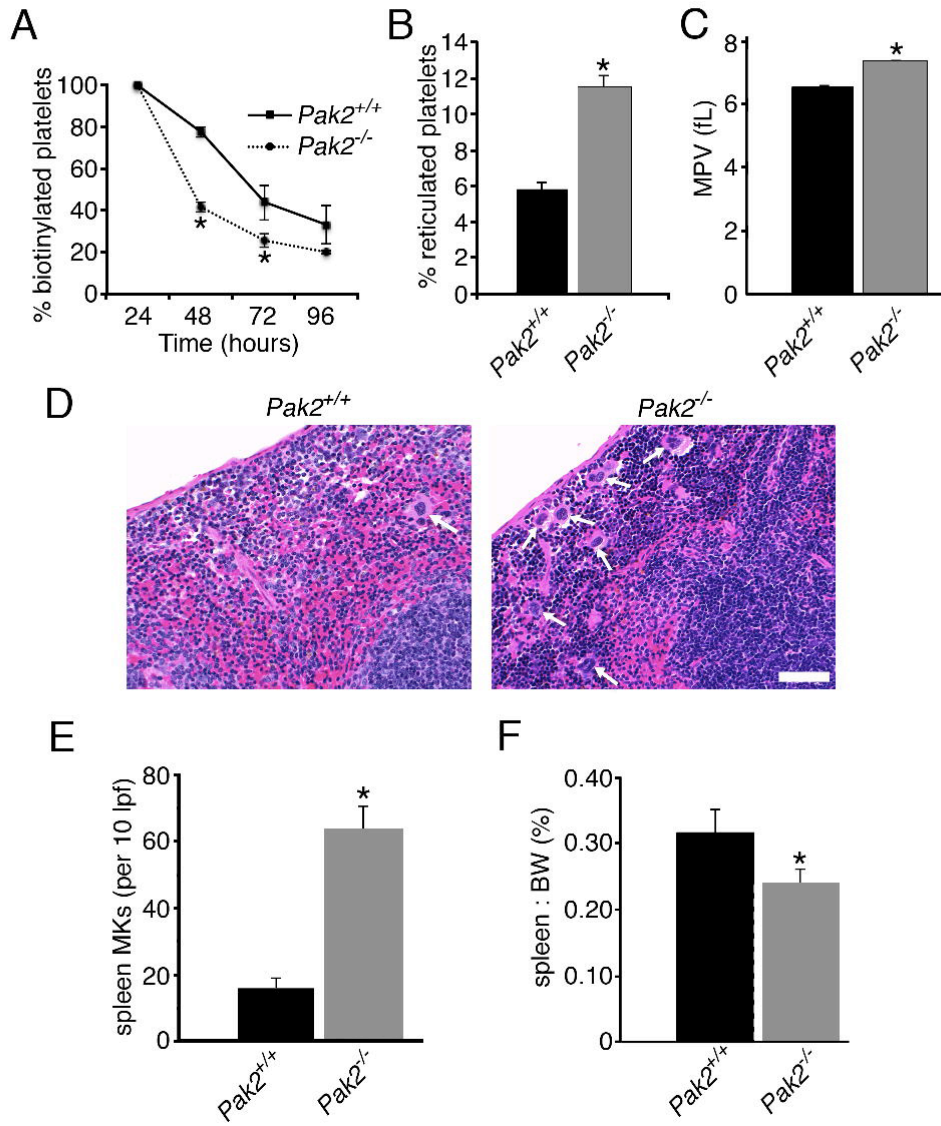 A
% biotinylated platelets
100
80
60
40
20
0
24 48 72 96
Time (hours)
Pak2+/+
Pak2-/-
*
*
B
% reticulated platelets
14
12
10
8
6
4
2
0
*
Pak2+/+
Pak2-/-
C
MPV (fL)
8
6
4
2
0
*
Pak2+/+
Pak2-/-
D
Pak2+/+
Pak2-/-
E
spleen MKs (per 10 lpf)
80
60
40
20
0
*
Pak2+/+
Pak2-/-
F
spleen : BW (%)
0.40
0.30
0.20
0.10
0
*
Pak2+/+
Pak2-/-